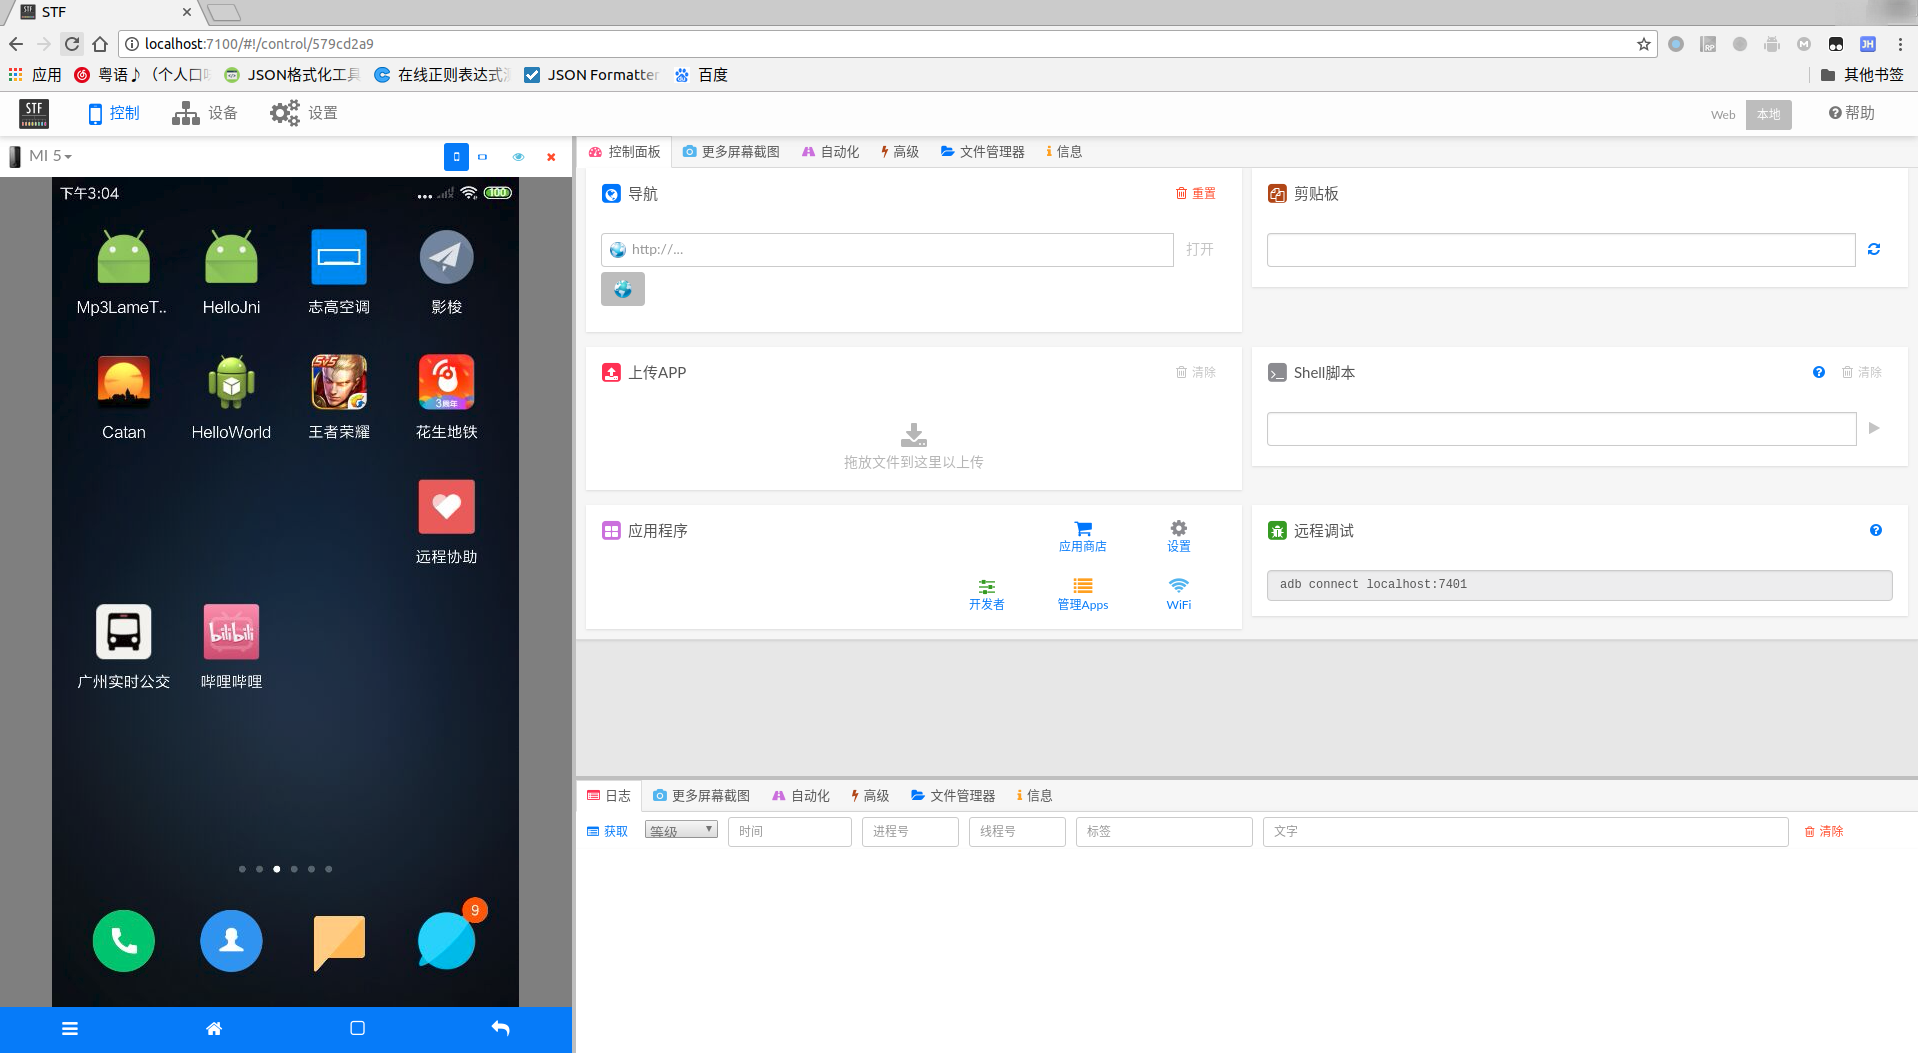 STF
localhost:7100/#!/control/579cd2a9
应用 粤语♪（个人口 JSON格式化工具 在线正则表达式 JSON Formatter 百度 其他书签
STF 控制 设备 设置 Web 本地 帮助
MI 5
控制面板 更多屏幕截图 自动化 高级 文件管理器 信息
下午3:04 100
Mp3LameT.. HelloJni 志高空调 影梭
Catan HelloWorld 王者荣耀 花生地铁
5V5
3周年
远程协助
bilibili
广州实时公交 哔哩哔哩
9
导航 重置
http://... 打开
剪贴板
上传APP 清除
拖放文件到这里以上传
Shell脚本 清除
应用程序 应用商店 设置
开发者 管理Apps WiFi
远程调试
adb connect localhost:7401
日志 更多屏幕截图 自动化 高级 文件管理器 信息
获取 等级 时间 进程号 线程号 标签 文字 清除